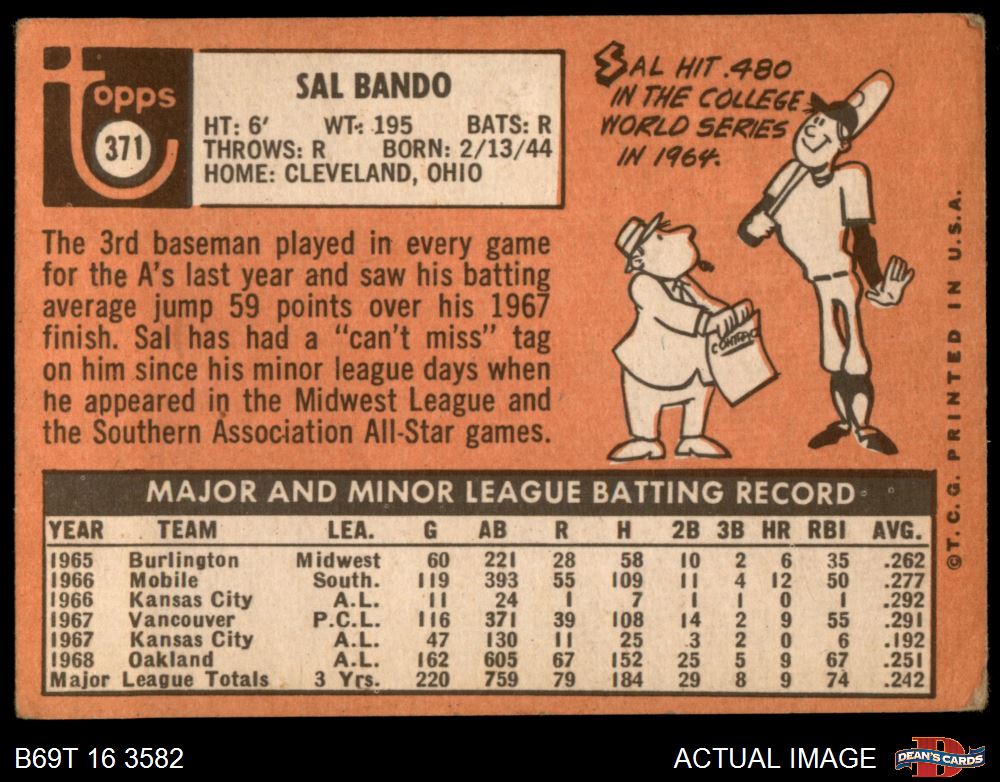 Topps
371
SAL BANDO
HT: 6' WT: 195 BATS: R
THROWS: R BORN: 2/13/44
HOME: CLEVELAND, OHIO
The 3rd baseman played in every game
for the A's last year and saw his batting
average jump 59 points over his 1967
finish. Sal has had a "can't miss" tag
on him since his minor league days when
he appeared in the Midwest League and
the Southern Association All-Star games.
SAL HIT .480
IN THE COLLEGE
WORLD SERIES
IN 1964.
CONTRAC
©T. C. G. PRINTED IN U.S.A.
MAJOR AND MINOR LEAGUE BATTING RECORD
YEAR TEAM LEA. G AB R H 2B 3B HR RBI AVG.
1965 Burlington Midwest 60 221 28 58 10 2 6 35 .262
1966 Mobile South. 119 393 55 109 11 4 12 50 .277
1966 Kansas City A.L. 11 24 1 7 1 1 0 1 .292
1967 Vancouver P.C.L. 116 371 39 108 14 2 9 55 .291
1967 Kansas City A.L. 47 130 11 25 3 2 0 6 .192
1968 Oakland A.L. 162 605 67 152 25 5 9 67 .251
Major League Totals 3 Yrs. 220 759 79 184 29 8 9 74 .242
B69T 16 3582
ACTUAL IMAGE
D
DEAN'S CARDS